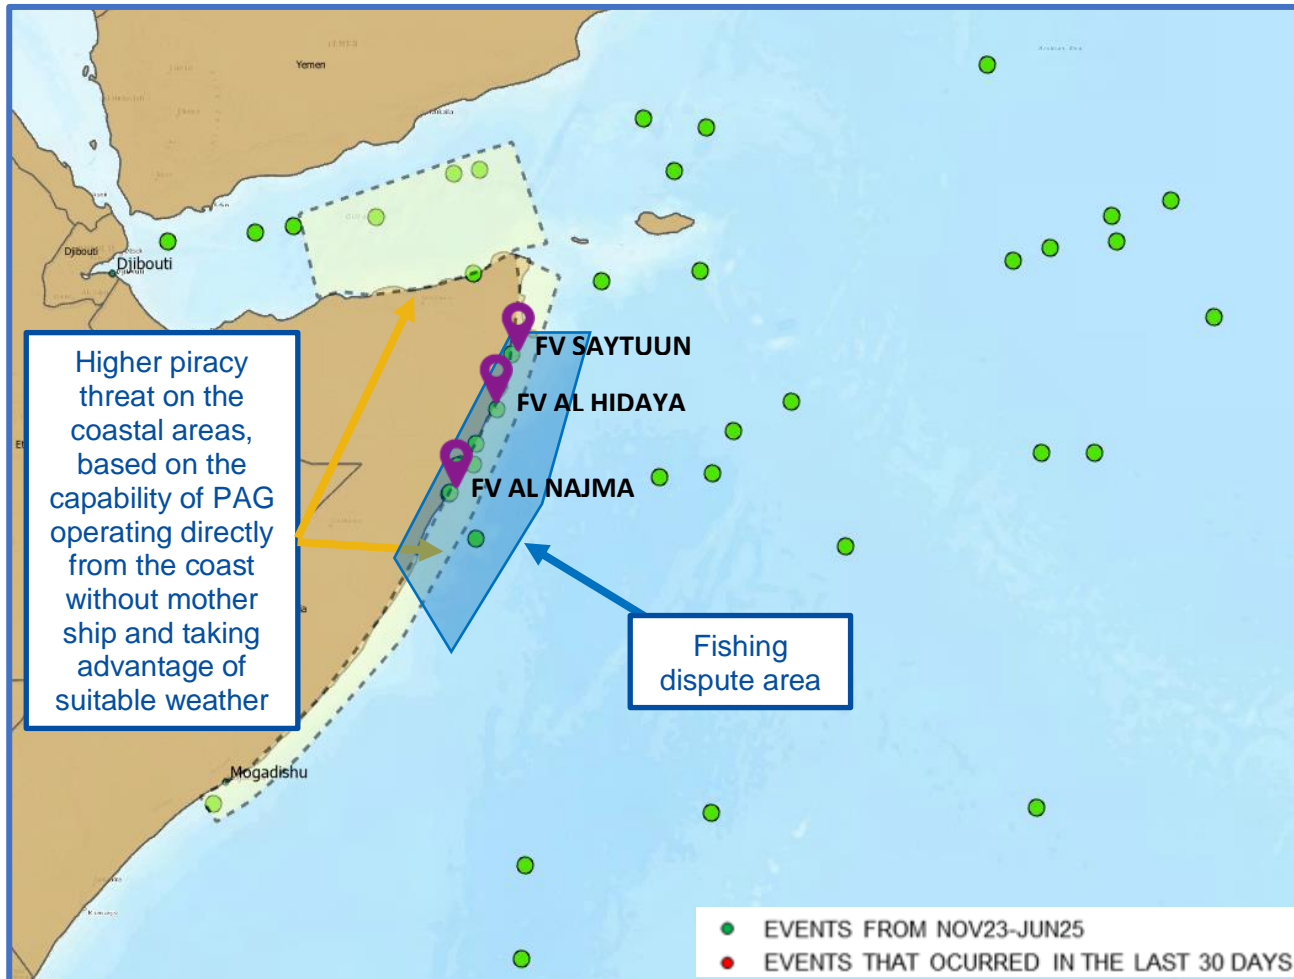 Yemen
Arabian Sea
Djibouti
Djibouti
Higher piracy
threat on the
coastal areas,
based on the
capability of PAG
operating directly
from the coast
without mother
ship and taking
advantage of
suitable weather
FV SAYTUUN
FV AL HIDAYA
FV AL NAJMA
Fishing
dispute area
Mogadishu
EVENTS FROM NOV23-JUN25
EVENTS THAT OCURRED IN THE LAST 30 DAYS